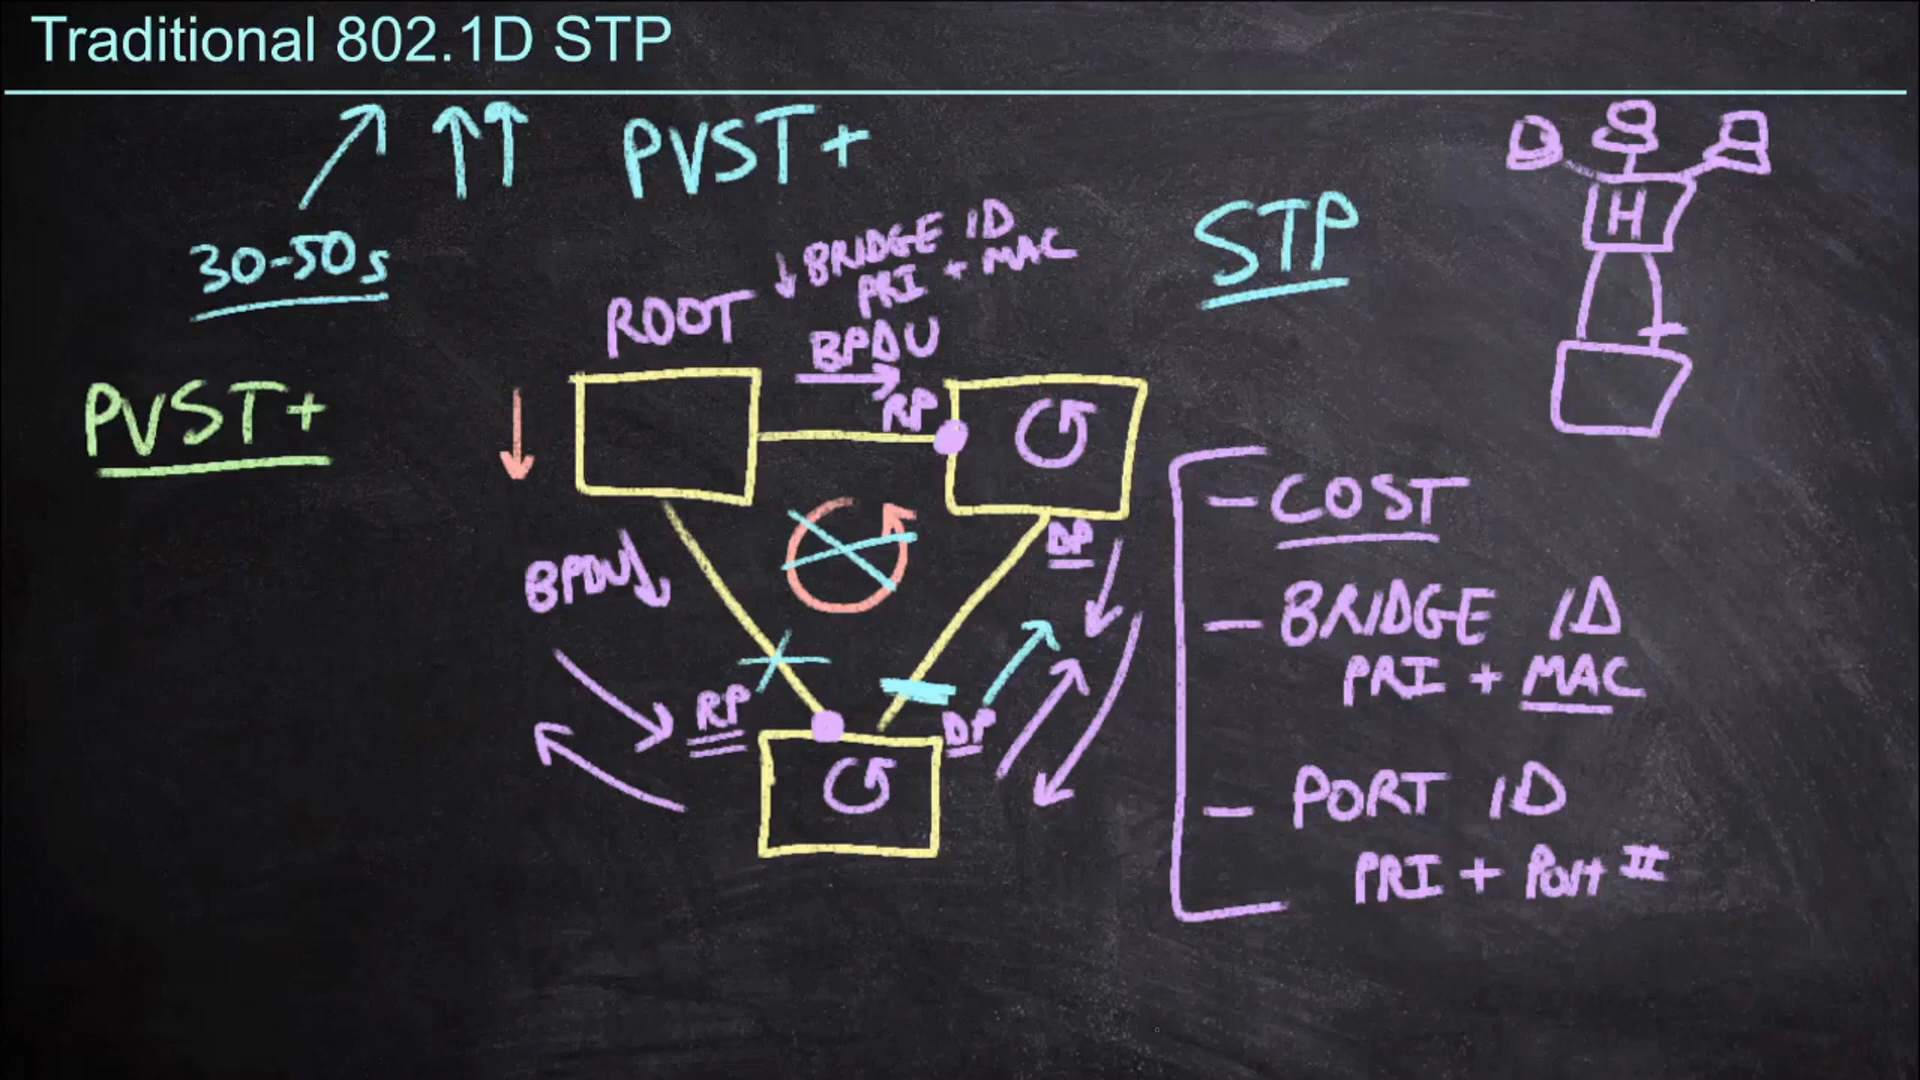 Traditional 802.1D STP
PVST+
30-50s
STP
↓ BRIDGE ID
PRI + MAC
ROOT
BPDU
H
PVST+
RP
COST
DP
BPDU
BRIDGE ID
PRI + MAC
RP
DP
PORT ID
PRI + Port #